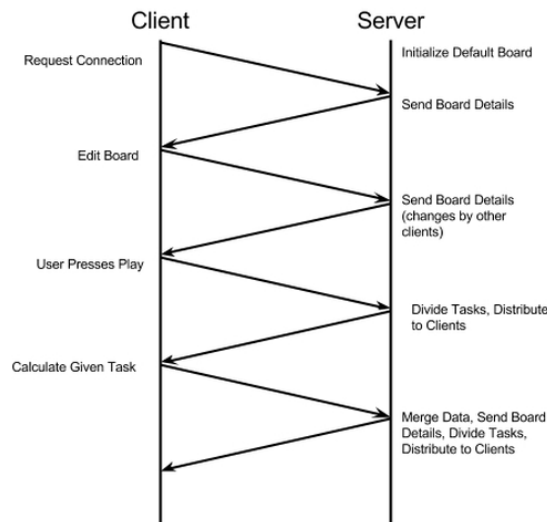 Client
Server
Request Connection
Initialize Default Board
Send Board Details
Edit Board
Send Board Details
(changes by other
clients)
User Presses Play
Divide Tasks, Distribute
to Clients
Calculate Given Task
Merge Data, Send Board
Details, Divide Tasks,
Distribute to Clients